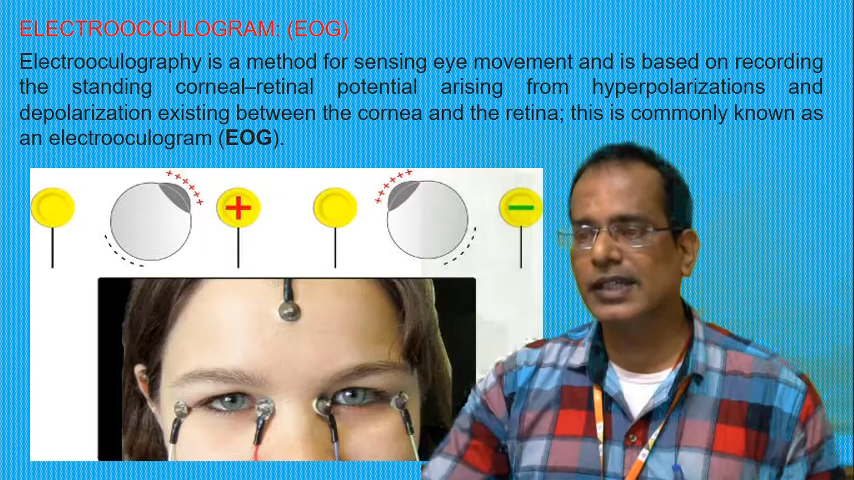 ELECTROOCCULOGRAM: (EOG)
Electrooculography is a method for sensing eye movement and is based on recording
the standing corneal–retinal potential arising from hyperpolarizations and
depolarization existing between the cornea and the retina; this is commonly known as
an electrooculogram (EOG).